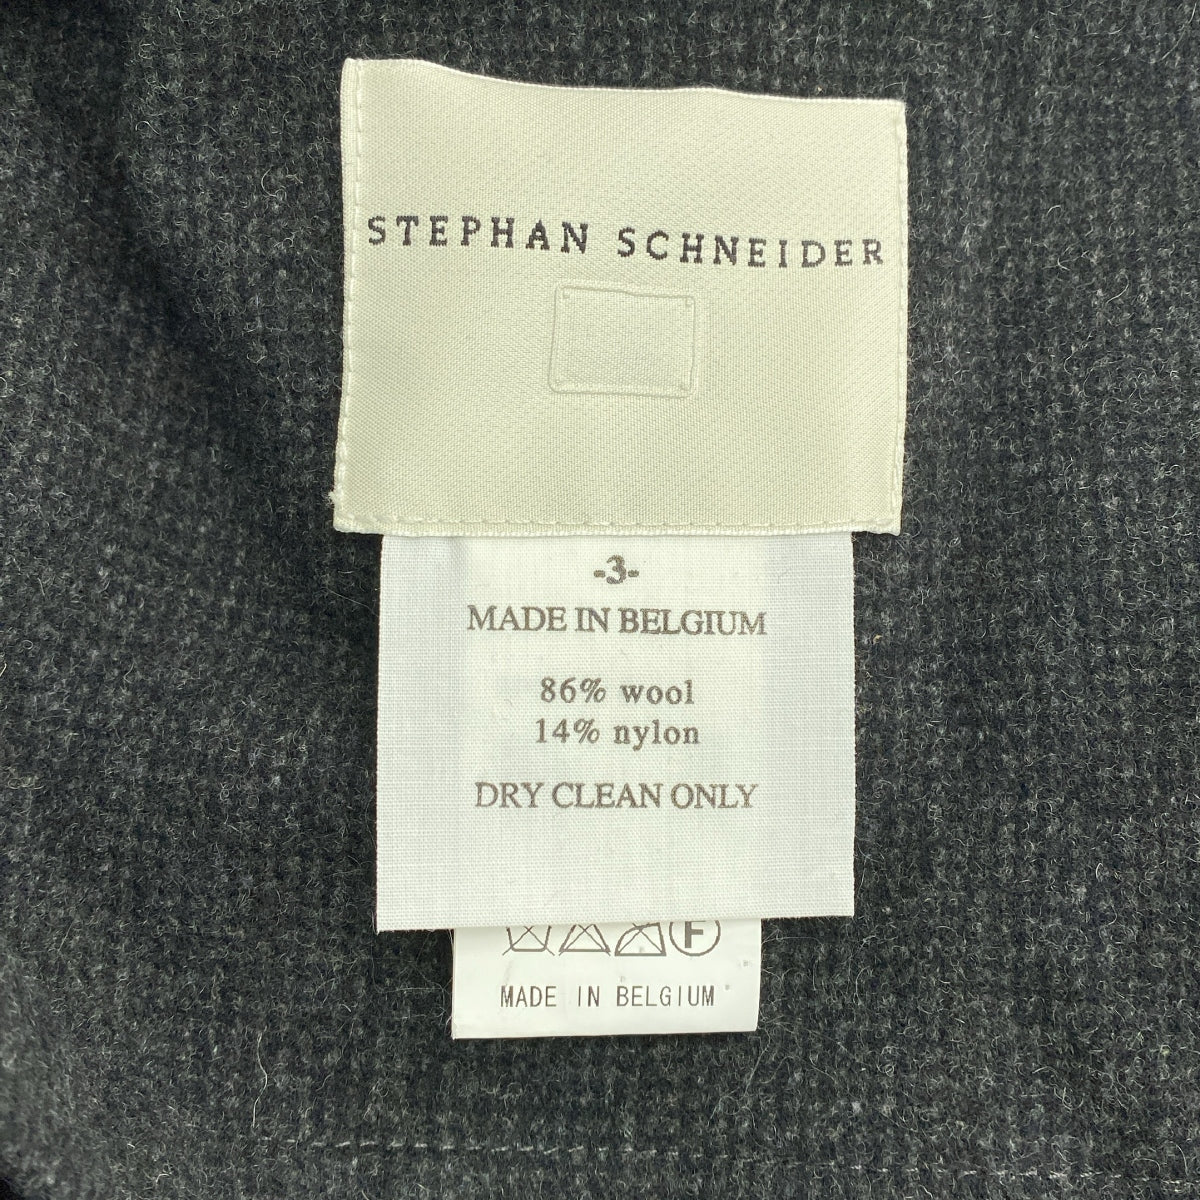 STEPHAN SCHNEIDER
-3-
MADE IN BELGIUM
86% wool
14% nylon
DRY CLEAN ONLY
F
MADE IN BELGIUM